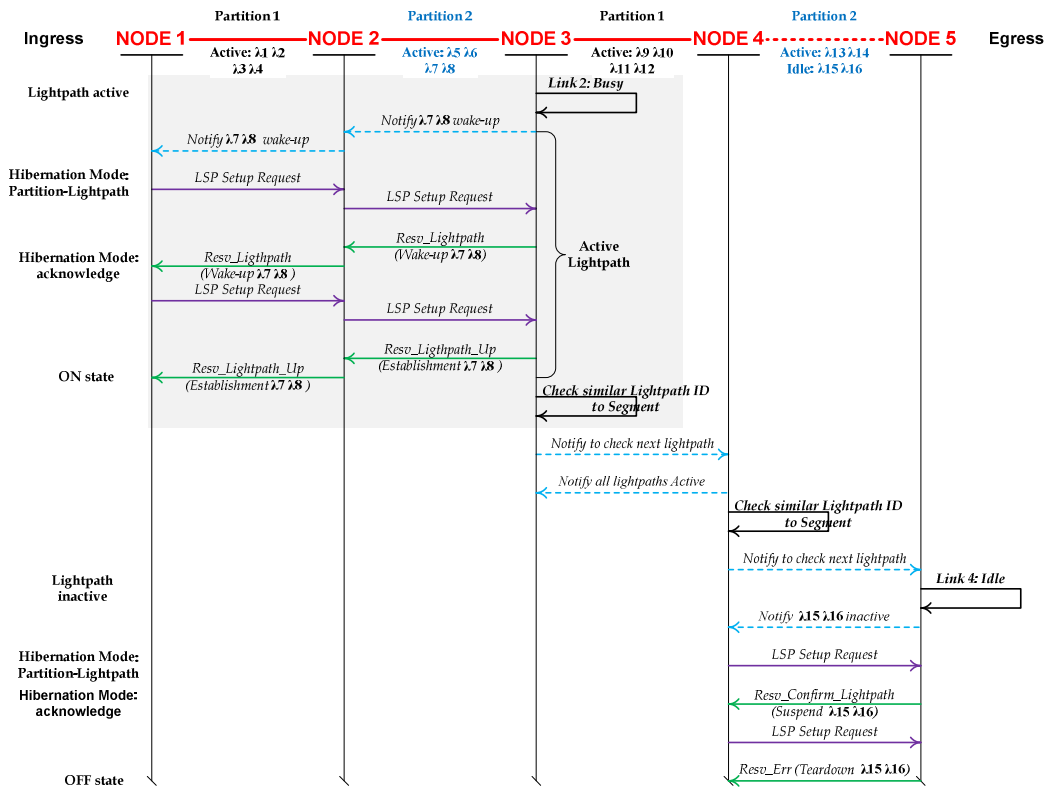 Partition 1
Partition 2
Partition 1
Partition 2
Ingress
NODE 1
NODE 2
NODE 3
NODE 4
NODE 5
Egress
Active: λ1 λ2
λ3 λ4
Active: λ5 λ6
λ7 λ8
Active: λ9 λ10
λ11 λ12
Active: λ13 λ14
Idle: λ15 λ16
Lightpath active
Link 2: Busy
Notify λ7 λ8 wake-up
Notify λ7 λ8 wake-up
Hibernation Mode:
Partition-Lightpath
LSP Setup Request
LSP Setup Request
Resv_Lightpath
(Wake-up λ7 λ8)
Active
Lightpath
Hibernation Mode:
acknowledge
Resv_Ligthpath
(Wake-up λ7 λ8 )
LSP Setup Request
LSP Setup Request
Resv_Ligthpath_Up
(Establishment λ7 λ8 )
ON state
Resv_Lightpath_Up
(Establishment λ7 λ8 )
Check similar Lightpath ID
to Segment
Notify to check next lightpath
Notify all lightpaths Active
Check similar Lightpath ID
to Segment
Notify to check next lightpath
Lightpath
inactive
Link 4: Idle
Notify λ15 λ16 inactive
Hibernation Mode:
Partition-Lightpath
LSP Setup Request
Hibernation Mode:
acknowledge
Resv_Confirm_Lightpath
(Suspend λ15 λ16)
LSP Setup Request
OFF state
Resv_Err (Teardown λ15 λ16)